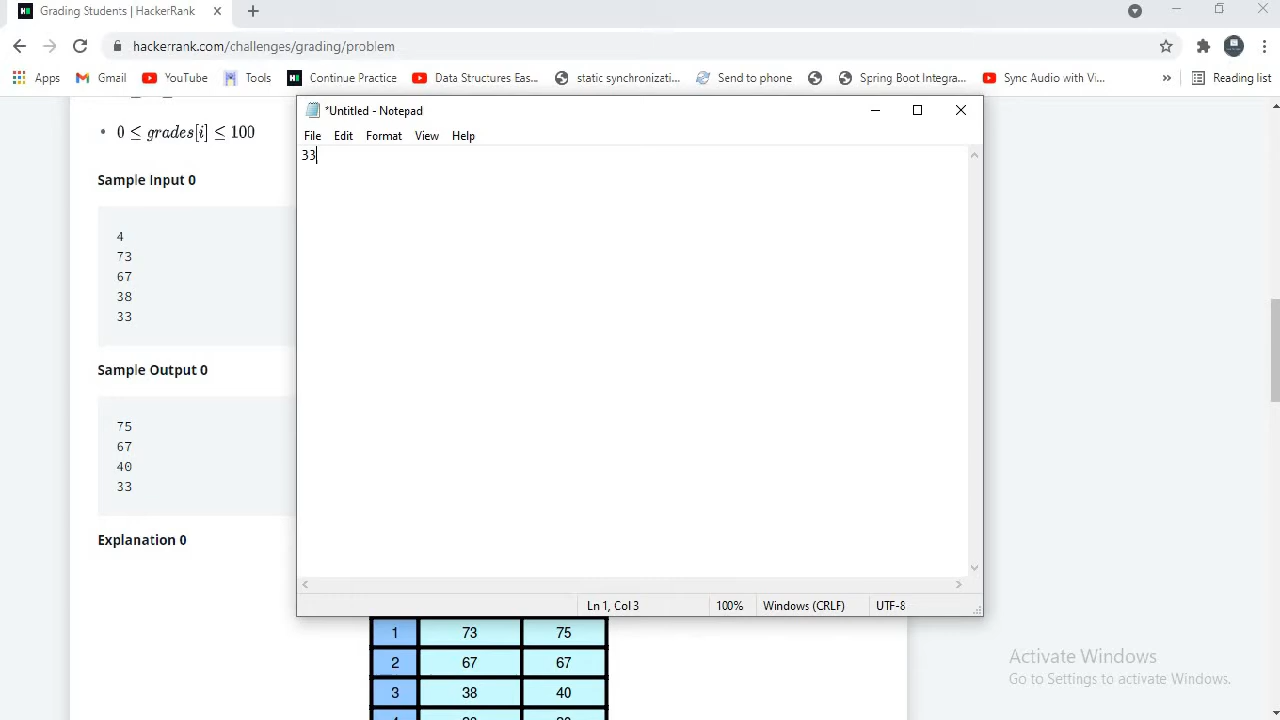 Grading Students | HackerRank
hackerrank.com/challenges/grading/problem
Apps Gmail YouTube Tools Continue Practice Data Structures Eas... static synchronizati... Send to phone Spring Boot Integra... Sync Audio with Vi... » Reading list
0 ≤ grades[i] ≤ 100
*Untitled - Notepad
File Edit Format View Help
33
Sample Input 0
4
73
67
38
33
Sample Output 0
75
67
40
33
Explanation 0
Ln 1, Col 3 100% Windows (CRLF) UTF-8
1 73 75
2 67 67
3 38 40
Activate Windows
Go to Settings to activate Windows.